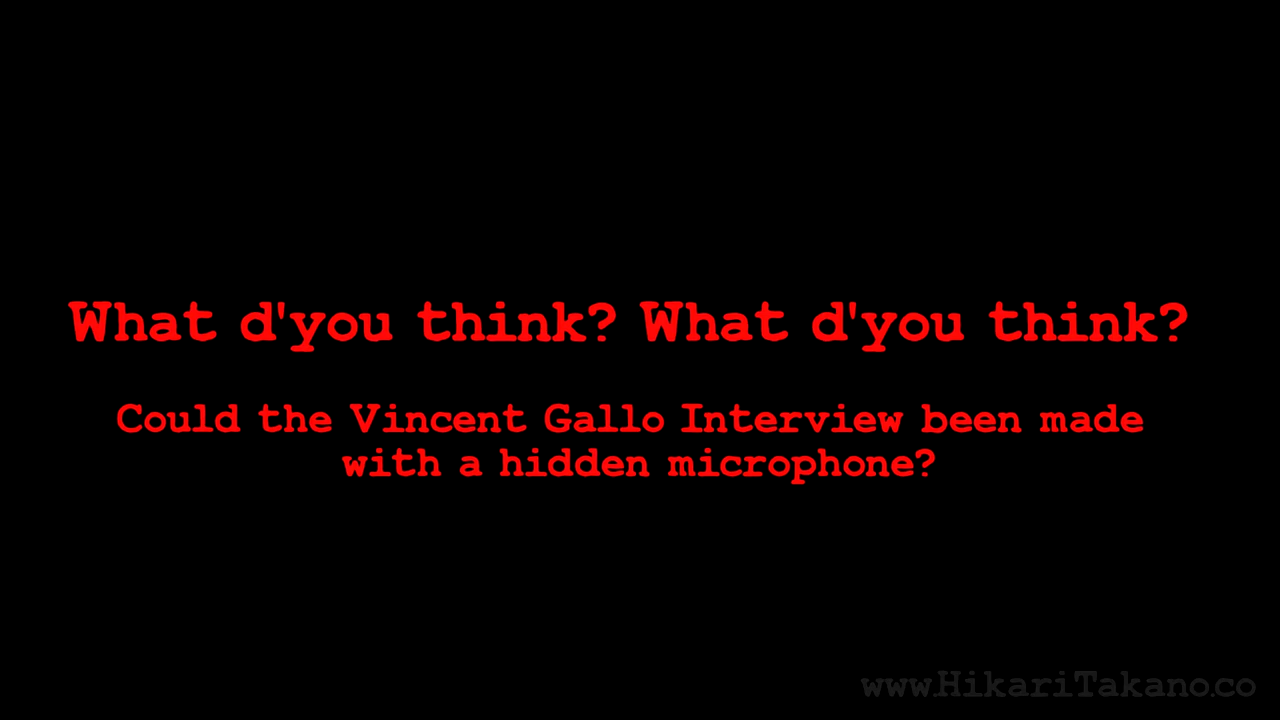 What d'you think? What d'you think?
Could the Vincent Gallo Interview been made
with a hidden microphone?
www.HikariTakano.co